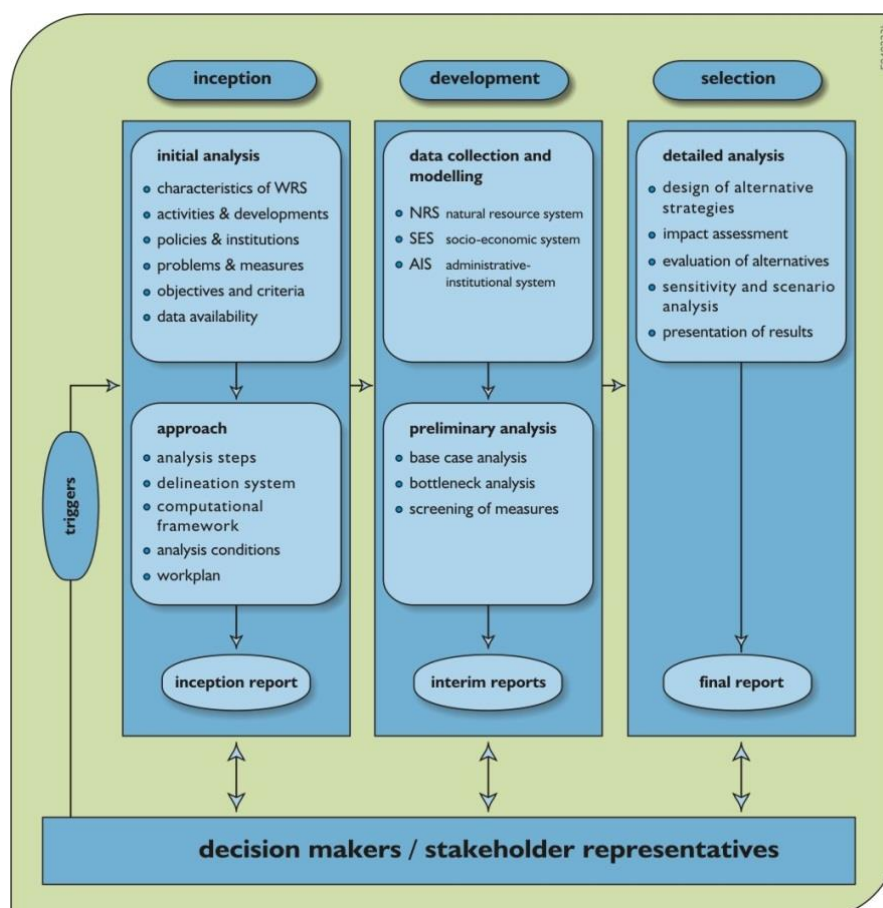 inception
development
selection
initial analysis
characteristics of WRS
activities & developments
policies & institutions
problems & measures
objectives and criteria
data availability
approach
analysis steps
delineation system
computational
framework
analysis conditions
workplan
inception report
data collection and
modelling
NRS natural resource system
SES socio-economic system
AIS administrative-
institutional system
preliminary analysis
base case analysis
bottleneck analysis
screening of measures
interim reports
detailed analysis
design of alternative
strategies
impact assessment
evaluation of alternatives
sensitivity and scenario
analysis
presentation of results
final report
triggers
decision makers / stakeholder representatives